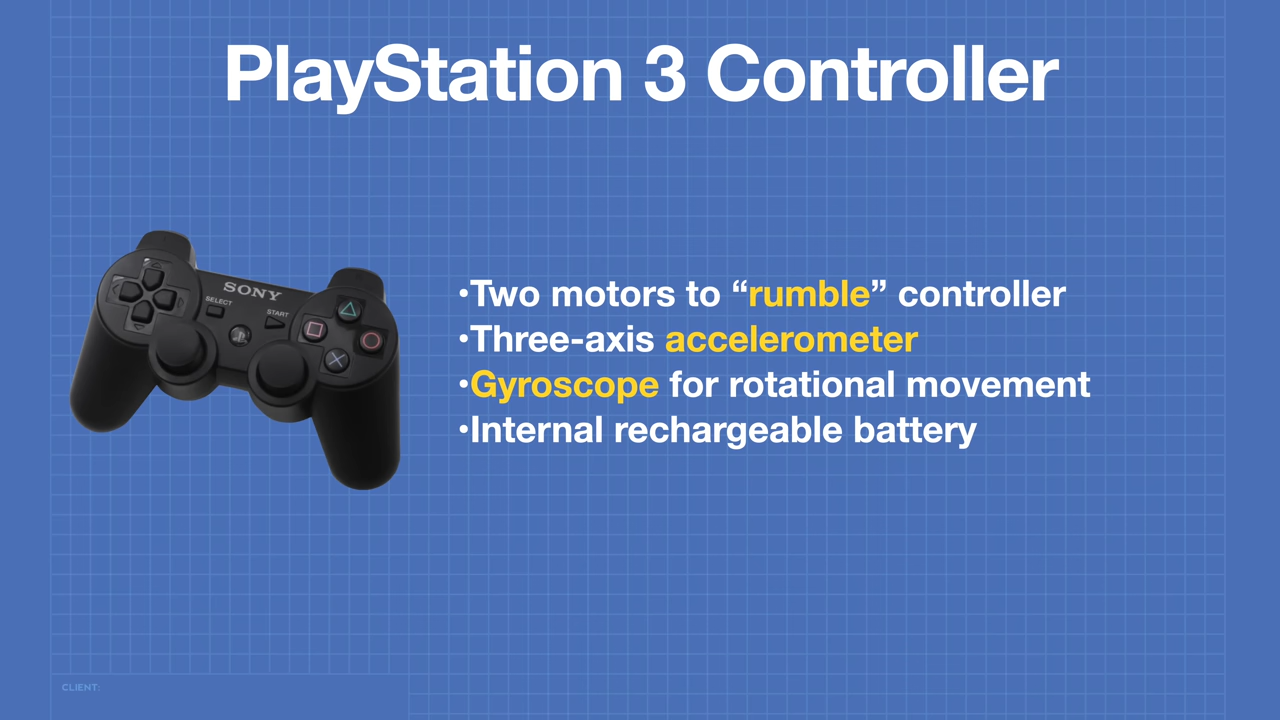 PlayStation 3 Controller
SONY
SELECT
START
•Two motors to “rumble” controller
•Three-axis accelerometer
•Gyroscope for rotational movement
•Internal rechargeable battery
CLIENT: